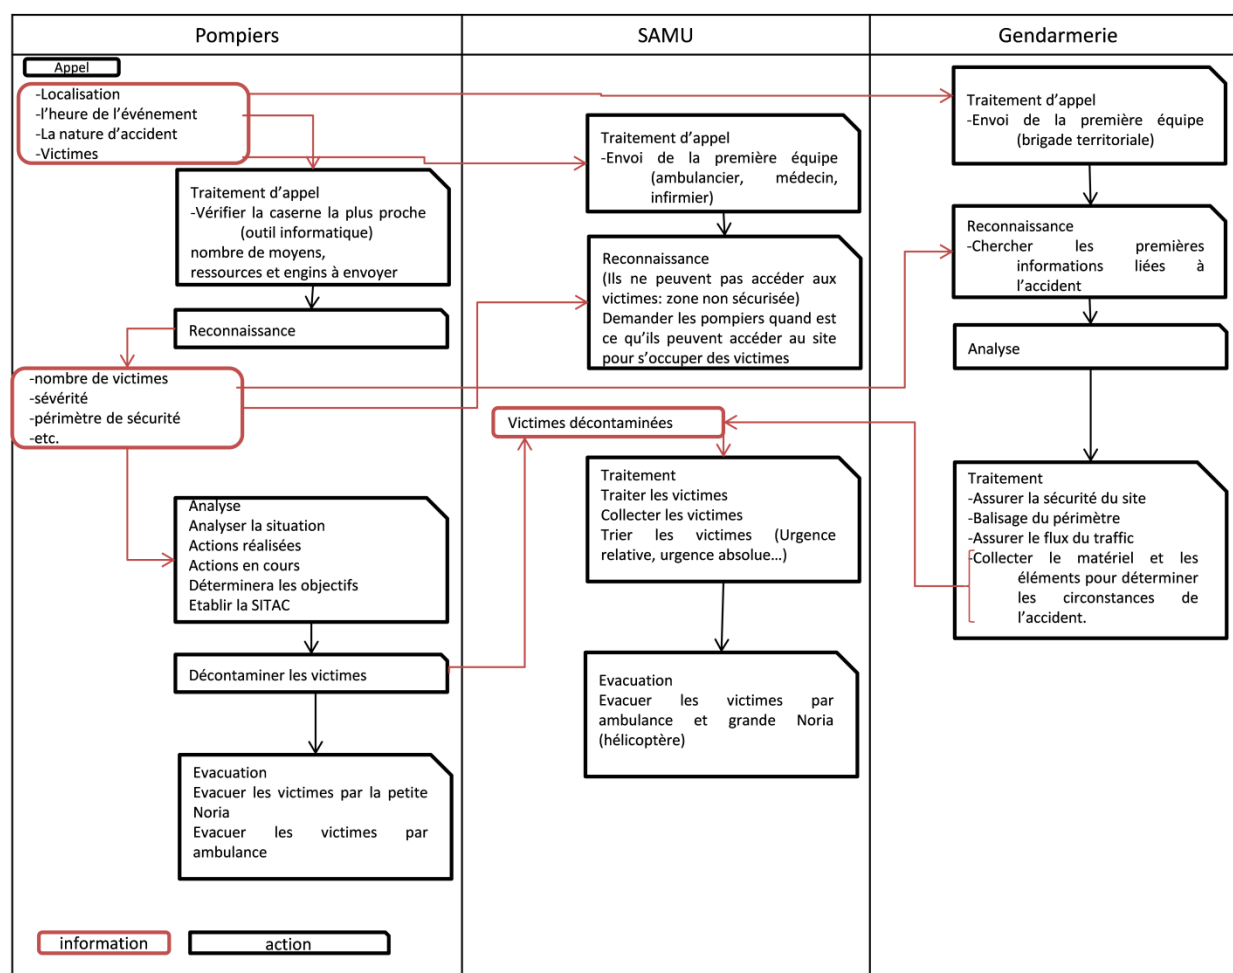 Pompiers
SAMU
Gendarmerie
Appel
-Localisation
-l'heure de l'événement
-La nature d'accident
-Victimes
Traitement d'appel
-Vérifier la caserne la plus proche
(outil informatique)
nombre de moyens,
ressources et engins à envoyer
Reconnaissance
-nombre de victimes
-sévérité
-périmètre de sécurité
-etc.
Analyse
Analyser la situation
Actions réalisées
Actions en cours
Déterminera les objectifs
Etablir la SITAC
Décontaminer les victimes
Evacuation
Evacuer les victimes par la petite
Noria
Evacuer les victimes par
ambulance
Traitement d'appel
-Envoi de la première équipe
(ambulancier, médecin,
infirmier)
Reconnaissance
(Ils ne peuvent pas accéder aux
victimes: zone non sécurisée)
Demander les pompiers quand est
ce qu'ils peuvent accéder au site
pour s'occuper des victimes
Victimes décontaminées
Traitement
Traiter les victimes
Collecter les victimes
Trier les victimes (Urgence
relative, urgence absolue…)
Evacuation
Evacuer les victimes par
ambulance et grande Noria
(hélicoptère)
Traitement d'appel
-Envoi de la première équipe
(brigade territoriale)
Reconnaissance
-Chercher les premières
informations liées à
l'accident
Analyse
Traitement
-Assurer la sécurité du site
-Balisage du périmètre
-Assurer le flux du traffic
-Collecter le matériel et les
éléments pour déterminer
les circonstances de
l'accident.
information
action